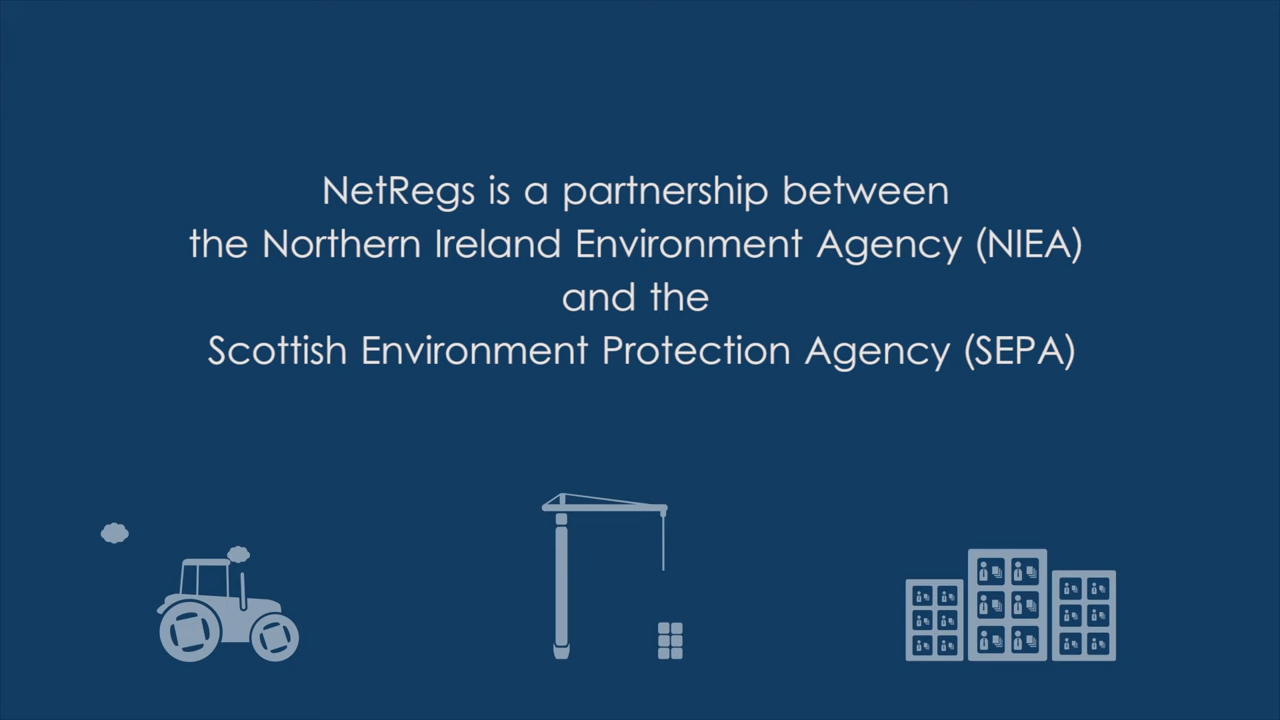 NetRegs is a partnership between
the Northern Ireland Environment Agency (NIEA)
and the
Scottish Environment Protection Agency (SEPA)